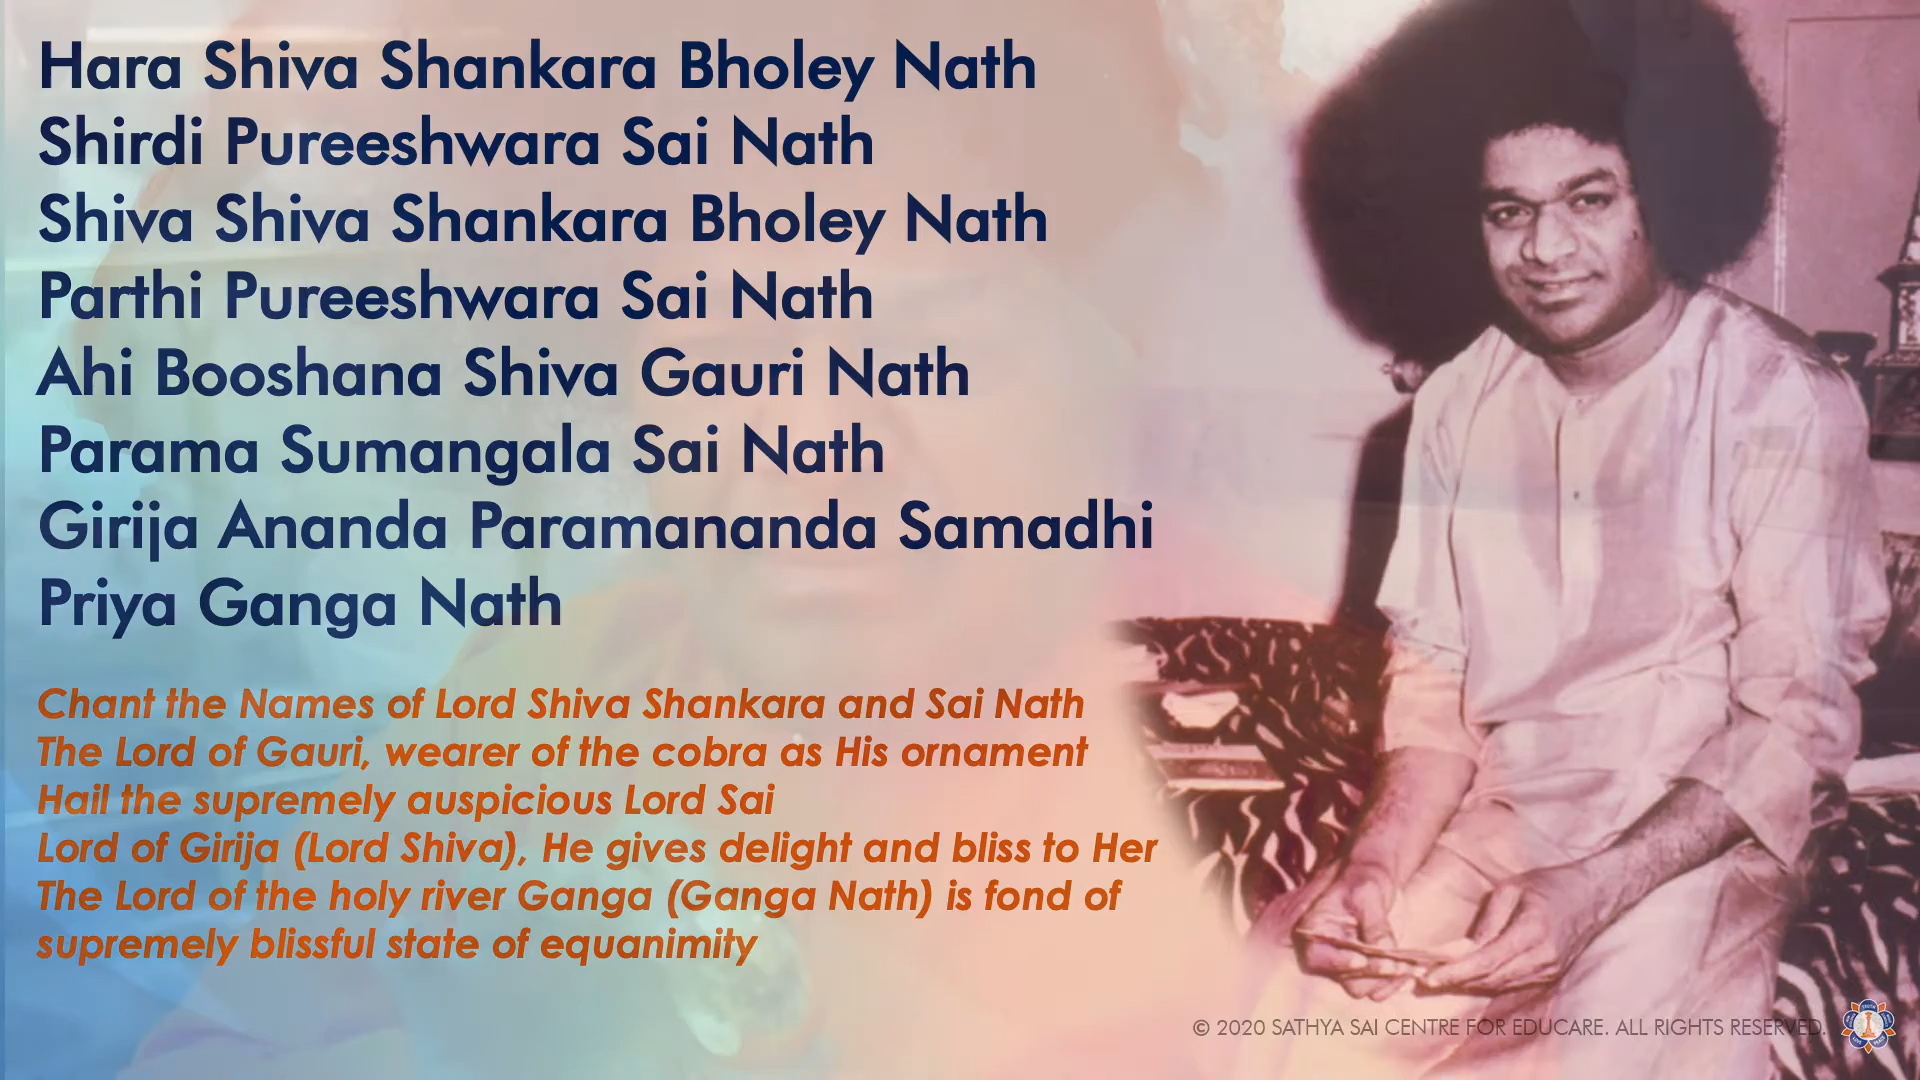 Hara Shiva Shankara Bholey Nath
Shirdi Pureeshwara Sai Nath
Shiva Shiva Shankara Bholey Nath
Parthi Pureeshwara Sai Nath
Ahi Booshana Shiva Gauri Nath
Parama Sumangala Sai Nath
Girija Ananda Paramananda Samadhi
Priya Ganga Nath
Chant the Names of Lord Shiva Shankara and Sai Nath
The Lord of Gauri, wearer of the cobra as His ornament
Hail the supremely auspicious Lord Sai
Lord of Girija (Lord Shiva), He gives delight and bliss to Her
The Lord of the holy river Ganga (Ganga Nath) is fond of
supremely blissful state of equanimity
© 2020 SATHYA SAI CENTRE FOR EDUCARE. ALL RIGHTS RESERVED.